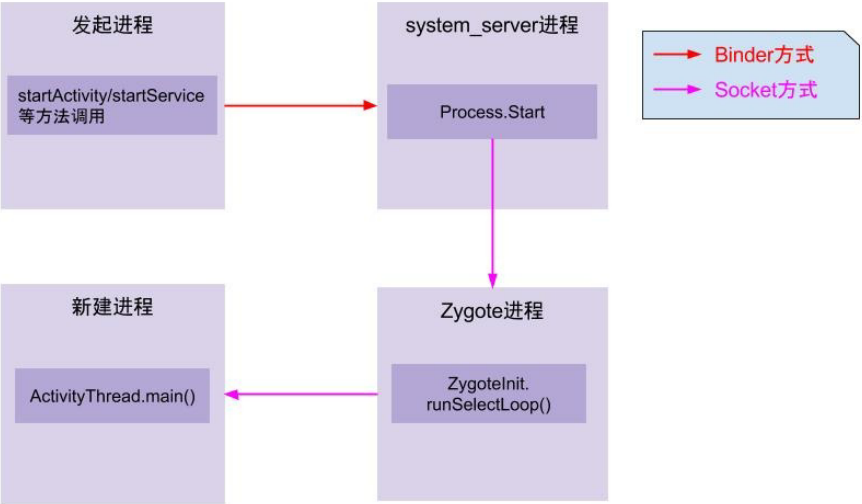 发起进程
startActivity/startService
等方法调用
system_server进程
Process.Start
Binder方式
Socket方式
新建进程
ActivityThread.main()
Zygote进程
ZygoteInit.
runSelectLoop()